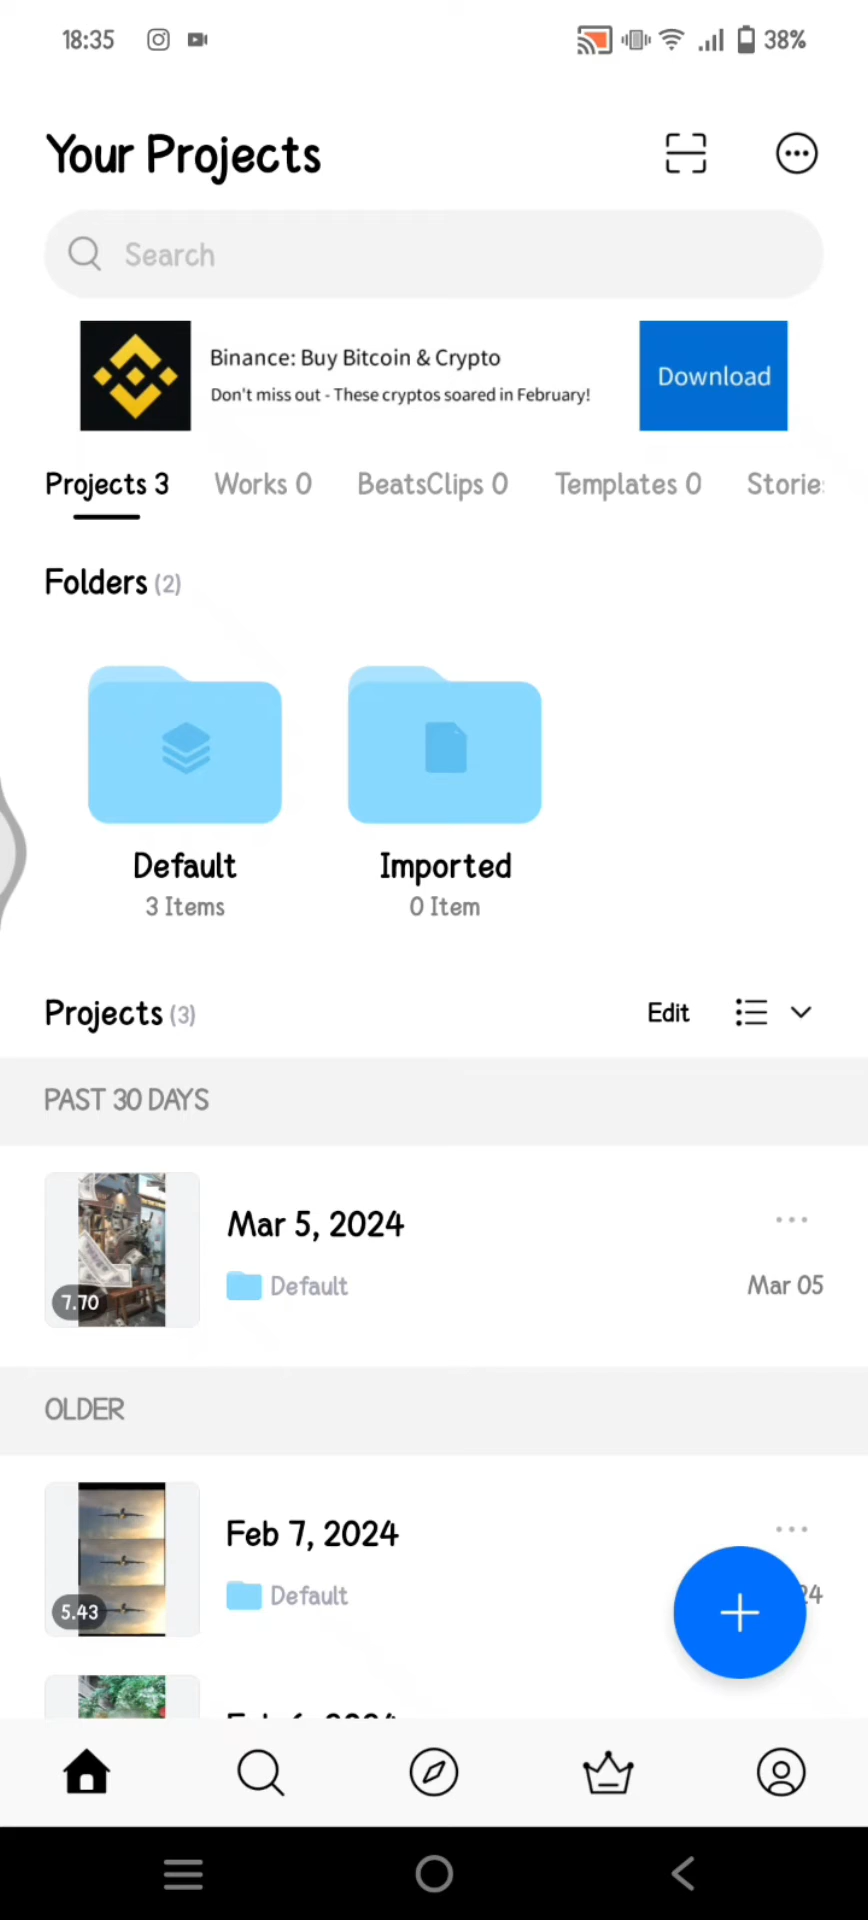 18:35 38%
Your Projects
Search
Binance: Buy Bitcoin & Crypto
Don't miss out - These cryptos soared in February!
Download
Projects 3 Works 0 BeatsClips 0 Templates 0 Storie
Folders (2)
Default Imported
3 Items 0 Item
Projects (3) Edit
PAST 30 DAYS
Mar 5, 2024
7.70 Default Mar 05
OLDER
Feb 7, 2024
5.43 Default 24